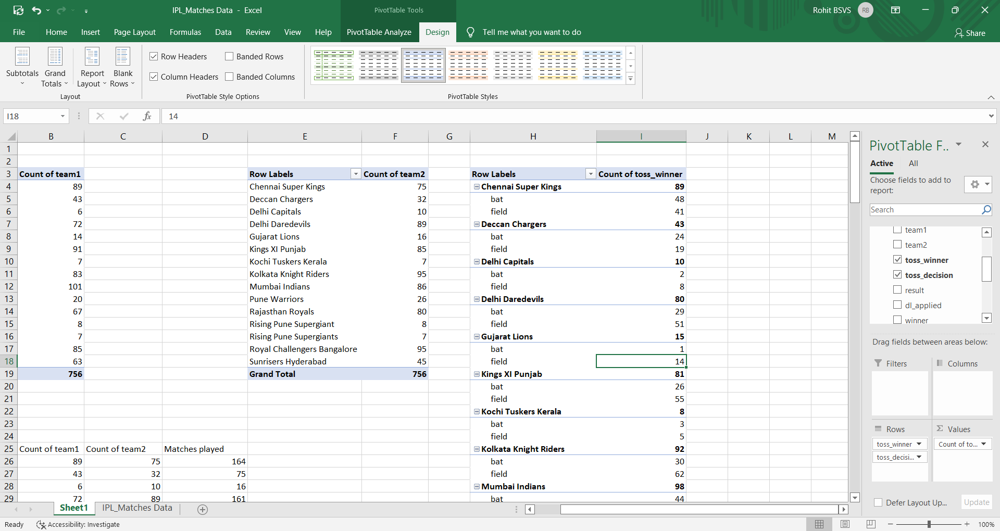 IPL_Matches Data - Excel
PivotTable Tools
Rohit BSVS
RB
File
Home
Insert
Page Layout
Formulas
Data
Review
View
Help
PivotTable Analyze
Design
Tell me what you want to do
Share
Subtotals
Grand Totals
Report Layout
Blank Rows
Layout
Row Headers
Banded Rows
Column Headers
Banded Columns
PivotTable Style Options
PivotTable Styles
I18
fx
14
B C D E F G H I J K L M
1
2
3 Count of team1 Row Labels Count of team2 Row Labels Count of toss_winner
4 89 Chennai Super Kings 75 Chennai Super Kings 89
5 43 Deccan Chargers 32 bat 48
6 6 Delhi Capitals 10 field 41
7 72 Delhi Daredevils 89 Deccan Chargers 43
8 14 Gujarat Lions 16 bat 24
9 91 Kings XI Punjab 85 field 19
10 7 Kochi Tuskers Kerala 7 Delhi Capitals 10
11 83 Kolkata Knight Riders 95 bat 2
12 101 Mumbai Indians 86 field 8
13 20 Pune Warriors 26 Delhi Daredevils 80
14 67 Rajasthan Royals 80 bat 29
15 8 Rising Pune Supergiant 8 field 51
16 7 Rising Pune Supergiants 7 Gujarat Lions 15
17 85 Royal Challengers Bangalore 95 bat 1
18 63 Sunrisers Hyderabad 45 field 14
19 756 Grand Total 756 Kings XI Punjab 81
20 bat 26
21 field 55
22 Kochi Tuskers Kerala 8
23 bat 3
24 field 5
25 Count of team1 Count of team2 Matches played Kolkata Knight Riders 92
26 89 75 164 bat 30
27 43 32 75 field 62
28 6 10 16 Mumbai Indians 98
29 72 89 161 bat 44
PivotTable F..
Active
All
Choose fields to add to
report:
Search
team1
team2
toss_winner
toss_decision
result
dl_applied
winner
Drag fields between areas below:
Filters
Columns
Rows
Σ Values
toss_winner
Count of to...
toss_decisi...
Defer Layout Up...
Update
Sheet1
IPL_Matches Data
Ready
Accessibility: Investigate
100%